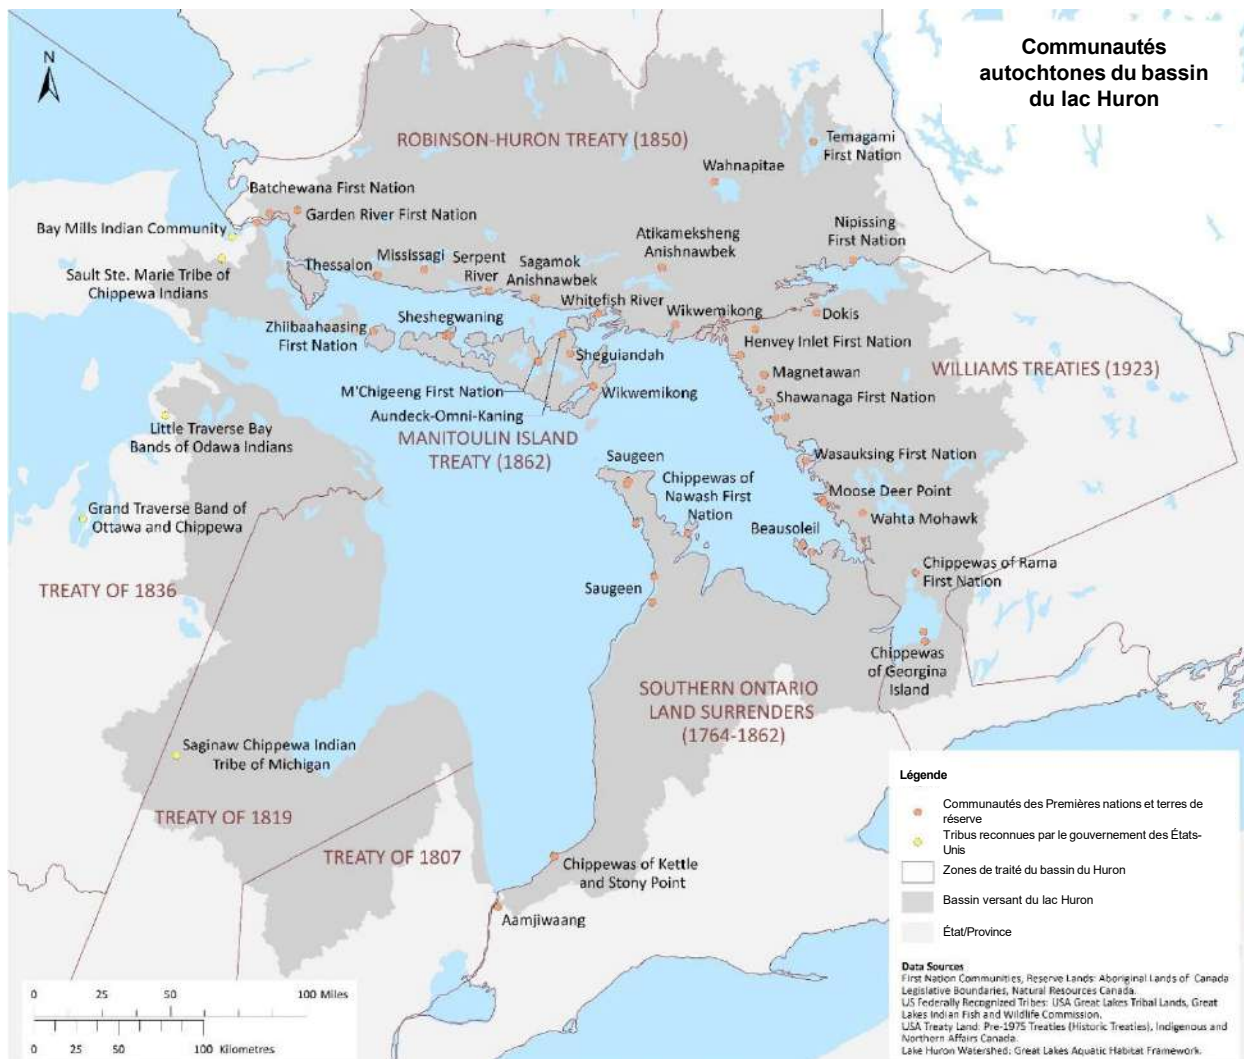 Communautés
autochtones du bassin
du lac Huron
N
ROBINSON-HURON TREATY (1850)
Temagami
First Nation
Wahnapitae
Batchewana First Nation
Garden River First Nation
Bay Mills Indian Community
Nipissing
First Nation
Atikameksheng
Anishnawbek
Sault Ste. Marie Tribe of
Chippewa Indians
Thessalon
Mississagi
Serpent
River
Sagamok
Anishnawbek
Whitefish River
Wikwemikong
Dokis
Zhiibaahaasing
First Nation
Sheshegwaning
Henvey Inlet First Nation
Sheguiandah
WILLIAMS TREATIES (1923)
Magnetawan
M'Chigeeng First Nation
Wikwemikong
Shawanaga First Nation
Aundeck-Omni-Kaning
Little Traverse Bay
Bands of Odawa Indians
MANITOULIN ISLAND
TREATY (1862)
Saugeen
Wasauksing First Nation
Chippewas of
Nawash First
Nation
Moose Deer Point
Grand Traverse Band of
Ottawa and Chippewa
Wahta Mohawk
Beausoleil
Chippewas of Rama
First Nation
TREATY OF 1836
Saugeen
Chippewas
of Georgina
Island
SOUTHERN ONTARIO
LAND SURRENDERS
(1764-1862)
Saginaw Chippewa Indian
Tribe of Michigan
TREATY OF 1819
TREATY OF 1807
Chippewas of Kettle
and Stony Point
Aamjiwaang
Légende
Communautés des Premières nations et terres de
réserve
Tribus reconnues par le gouvernement des États-
Unis
Zones de traité du bassin du Huron
Bassin versant du lac Huron
État/Province
Data Sources
First Nation Communities, Reserve Lands: Aboriginal Lands of Canada
Legislative Boundaries, Natural Resources Canada.
US Federally Recognized Tribes: USA Great Lakes Tribal Lands, Great
Lakes Indian Fish and Wildlife Commission.
USA Treaty Land: Pre-1975 Treaties (Historic Treaties), Indigenous and
Northern Affairs Canada.
Lake Huron Watershed: Great Lakes Aquatic Habitat Framework.
0 25 50 100 Miles
0 25 50 100 Kilometres